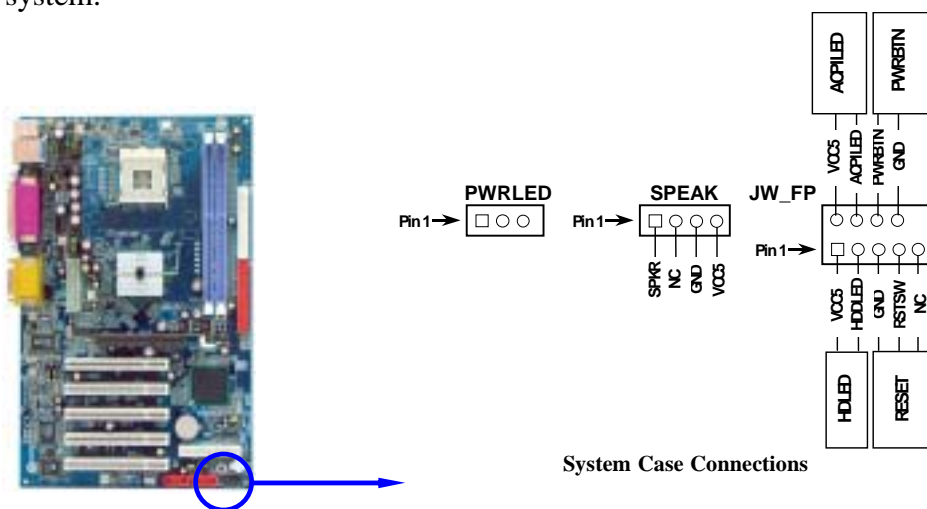 system.
ACPILED
PWRBTN
VCC5
ACPILED
PWRBTN
GND
PWRLED
SPEAK
JW_FP
Pin 1
Pin 1
Pin 1
SPKR
NC
GND
VCC5
VCC5
HDDLED
GND
RSTSW
NC
HDLED
RESET
System Case Connections